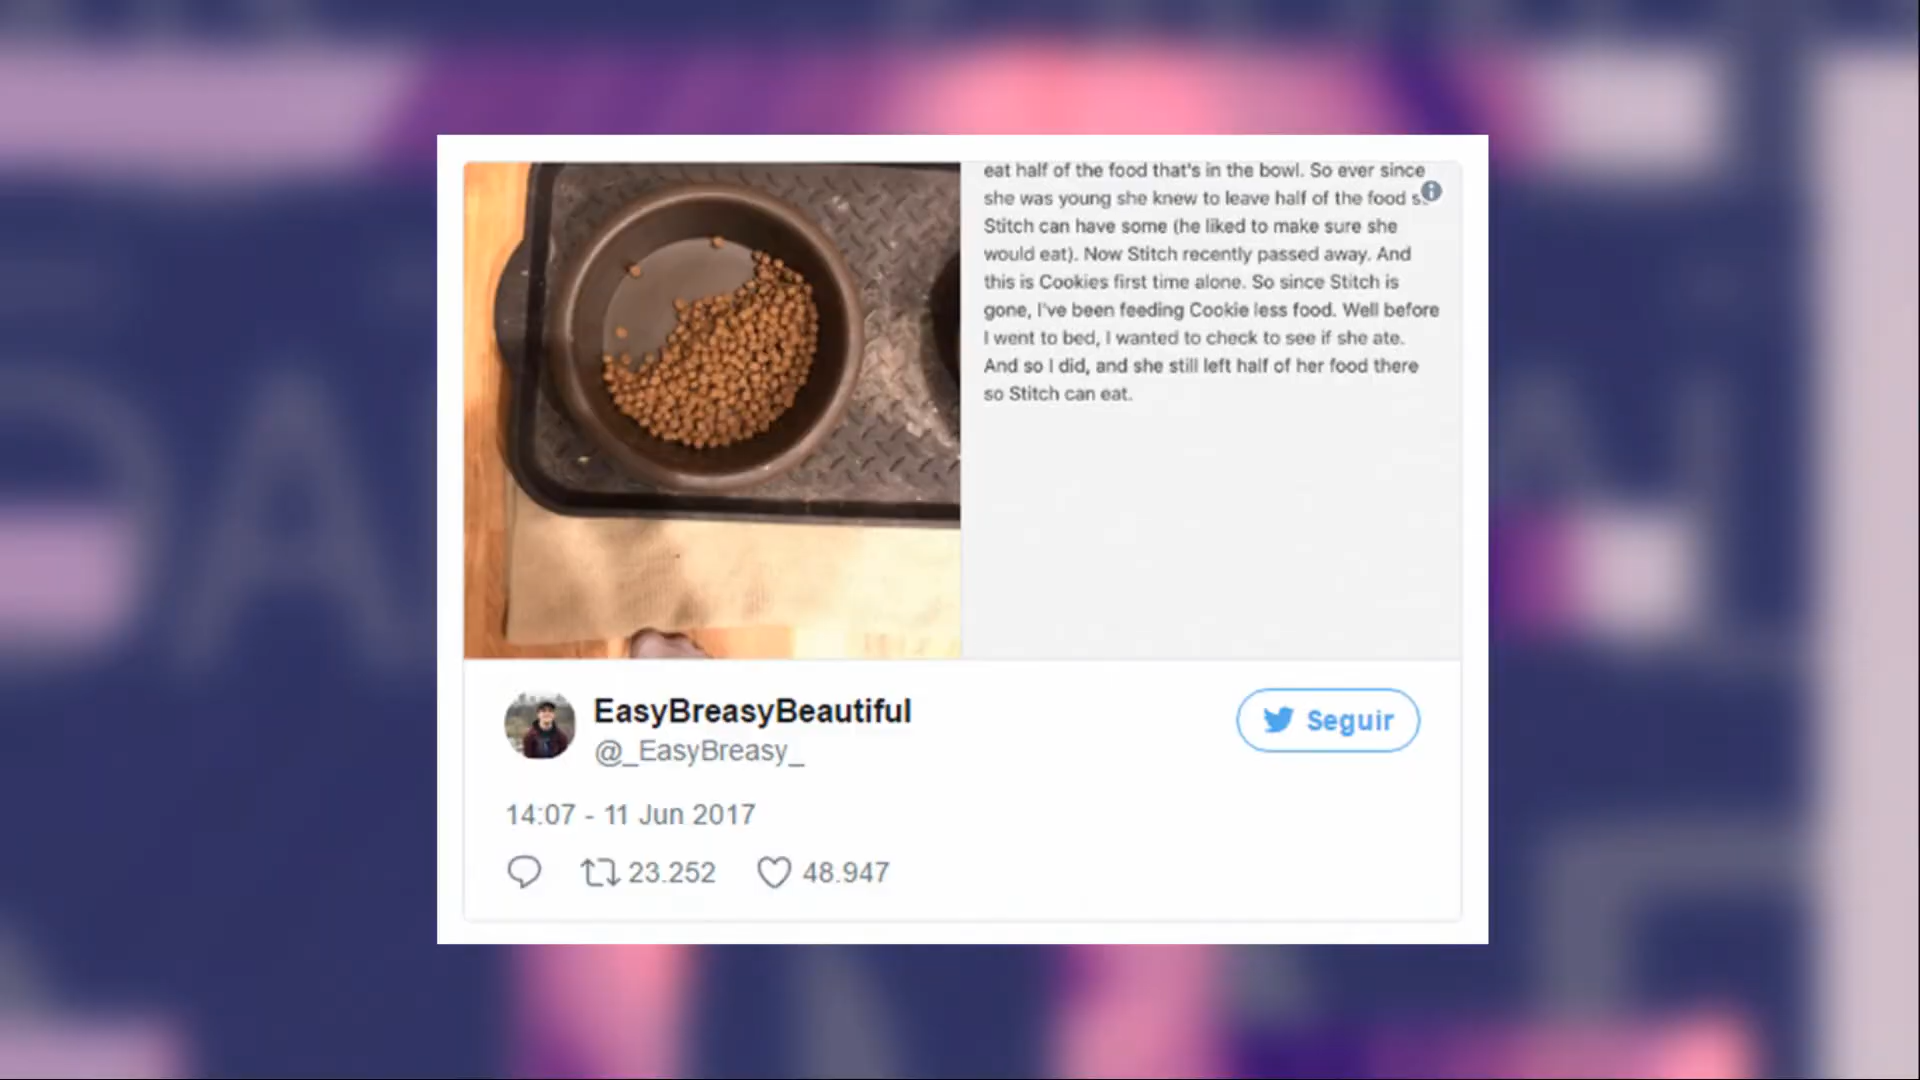 eat half of the food that's in the bowl. So ever since
she was young she knew to leave half of the food
Stitch can have some (he liked to make sure she
would eat). Now Stitch recently passed away. And
this is Cookies first time alone. So since Stitch is
gone, I've been feeding Cookie less food. Well before
I went to bed, I wanted to check to see if she ate.
And so I did, and she still left half of her food there
so Stitch can eat.
EasyBreasyBeautiful
@_EasyBreasy_
Seguir
14:07 - 11 Jun 2017
23.252 48.947